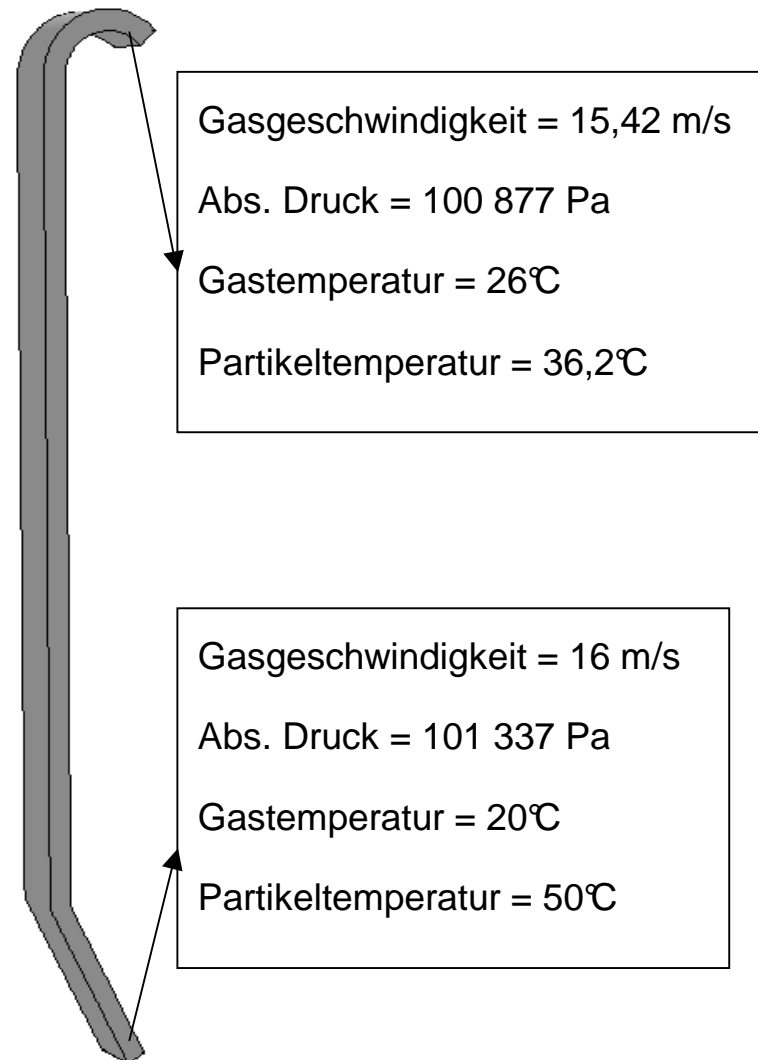 Gasgeschwindigkeit = 15,42 m/s
Abs. Druck = 100 877 Pa
Gastemperatur = 26℃
Partikeltemperatur = 36,2℃
Gasgeschwindigkeit = 16 m/s
Abs. Druck = 101 337 Pa
Gastemperatur = 20℃
Partikeltemperatur = 50℃